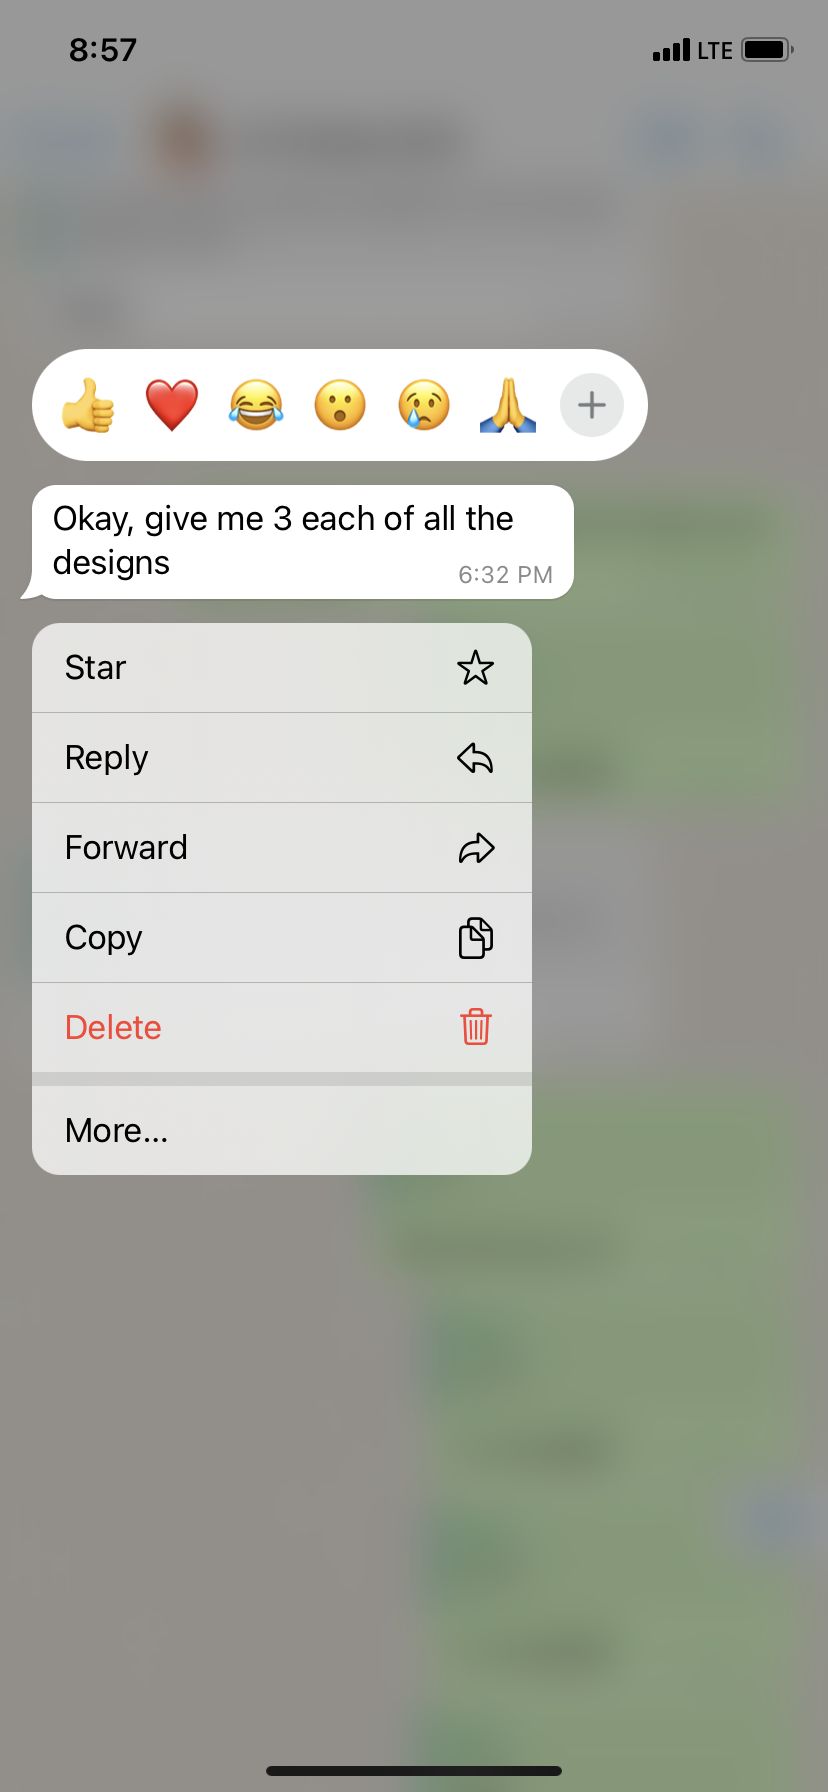 8:57
LTE
Okay, give me 3 each of all the
designs
6:32 PM
Star
Reply
Forward
Copy
Delete
More...